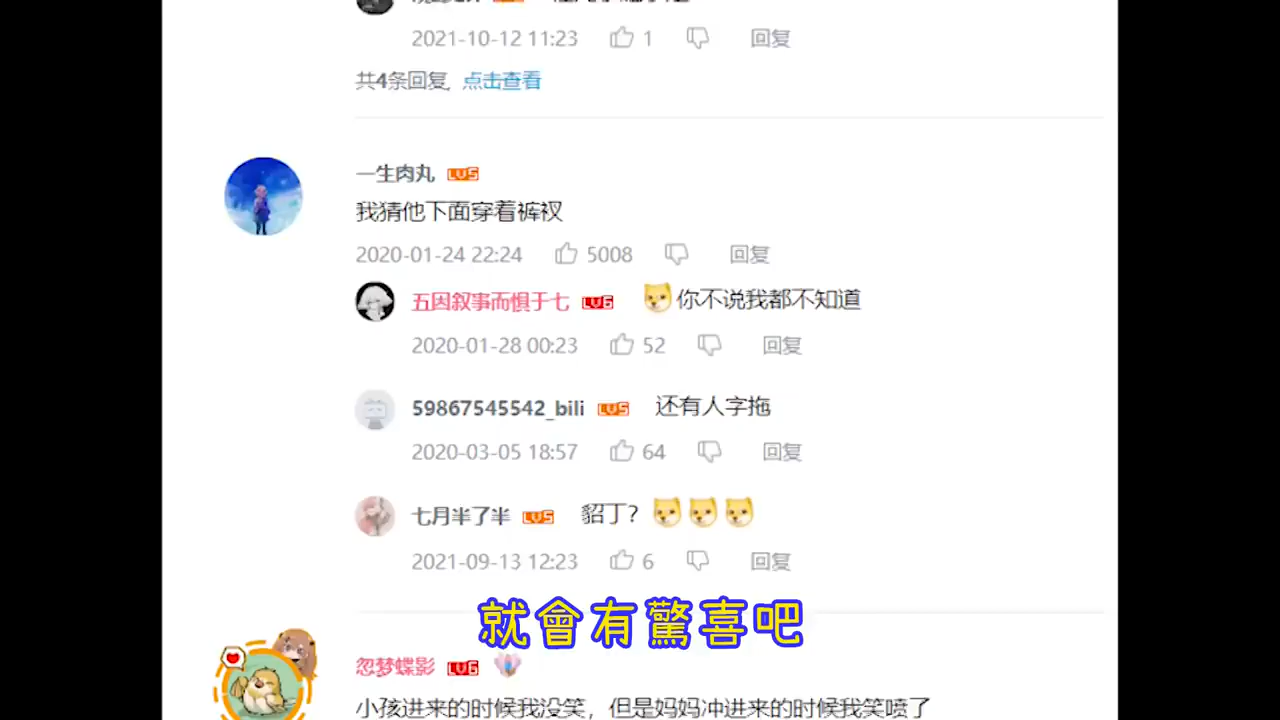 2021-10-12 11:23 1 回复
共4条回复, 点击查看
一生肉丸 LV5
我猜他下面穿着裤衩
2020-01-24 22:24 5008 回复
五因叙事而惧于七 LV6 你不说我都不知道
2020-01-28 00:23 52 回复
59867545542_bili LV5 还有人字拖
2020-03-05 18:57 64 回复
七月半了半 LV5 貂丁?
2021-09-13 12:23 6 回复
就會有驚喜吧
忽梦蝶影 LV6
小孩进来的时候我没笑，但是妈妈冲进来的时候我笑喷了